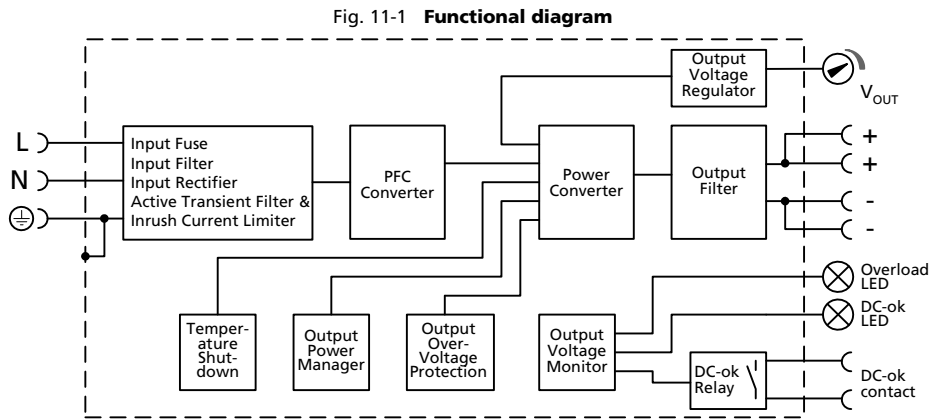 Fig. 11-1 Functional diagram
Output
Voltage
Regulator
V_OUT
L
N
Input Fuse
Input Filter
Input Rectifier
Active Transient Filter &
Inrush Current Limiter
PFC
Converter
Power
Converter
Output
Filter
+
+
-
-
Temper-
ature
Shut-
down
Output
Power
Manager
Output
Over-
Voltage
Protection
Output
Voltage
Monitor
Overload
LED
DC-ok
LED
DC-ok
Relay
DC-ok
contact